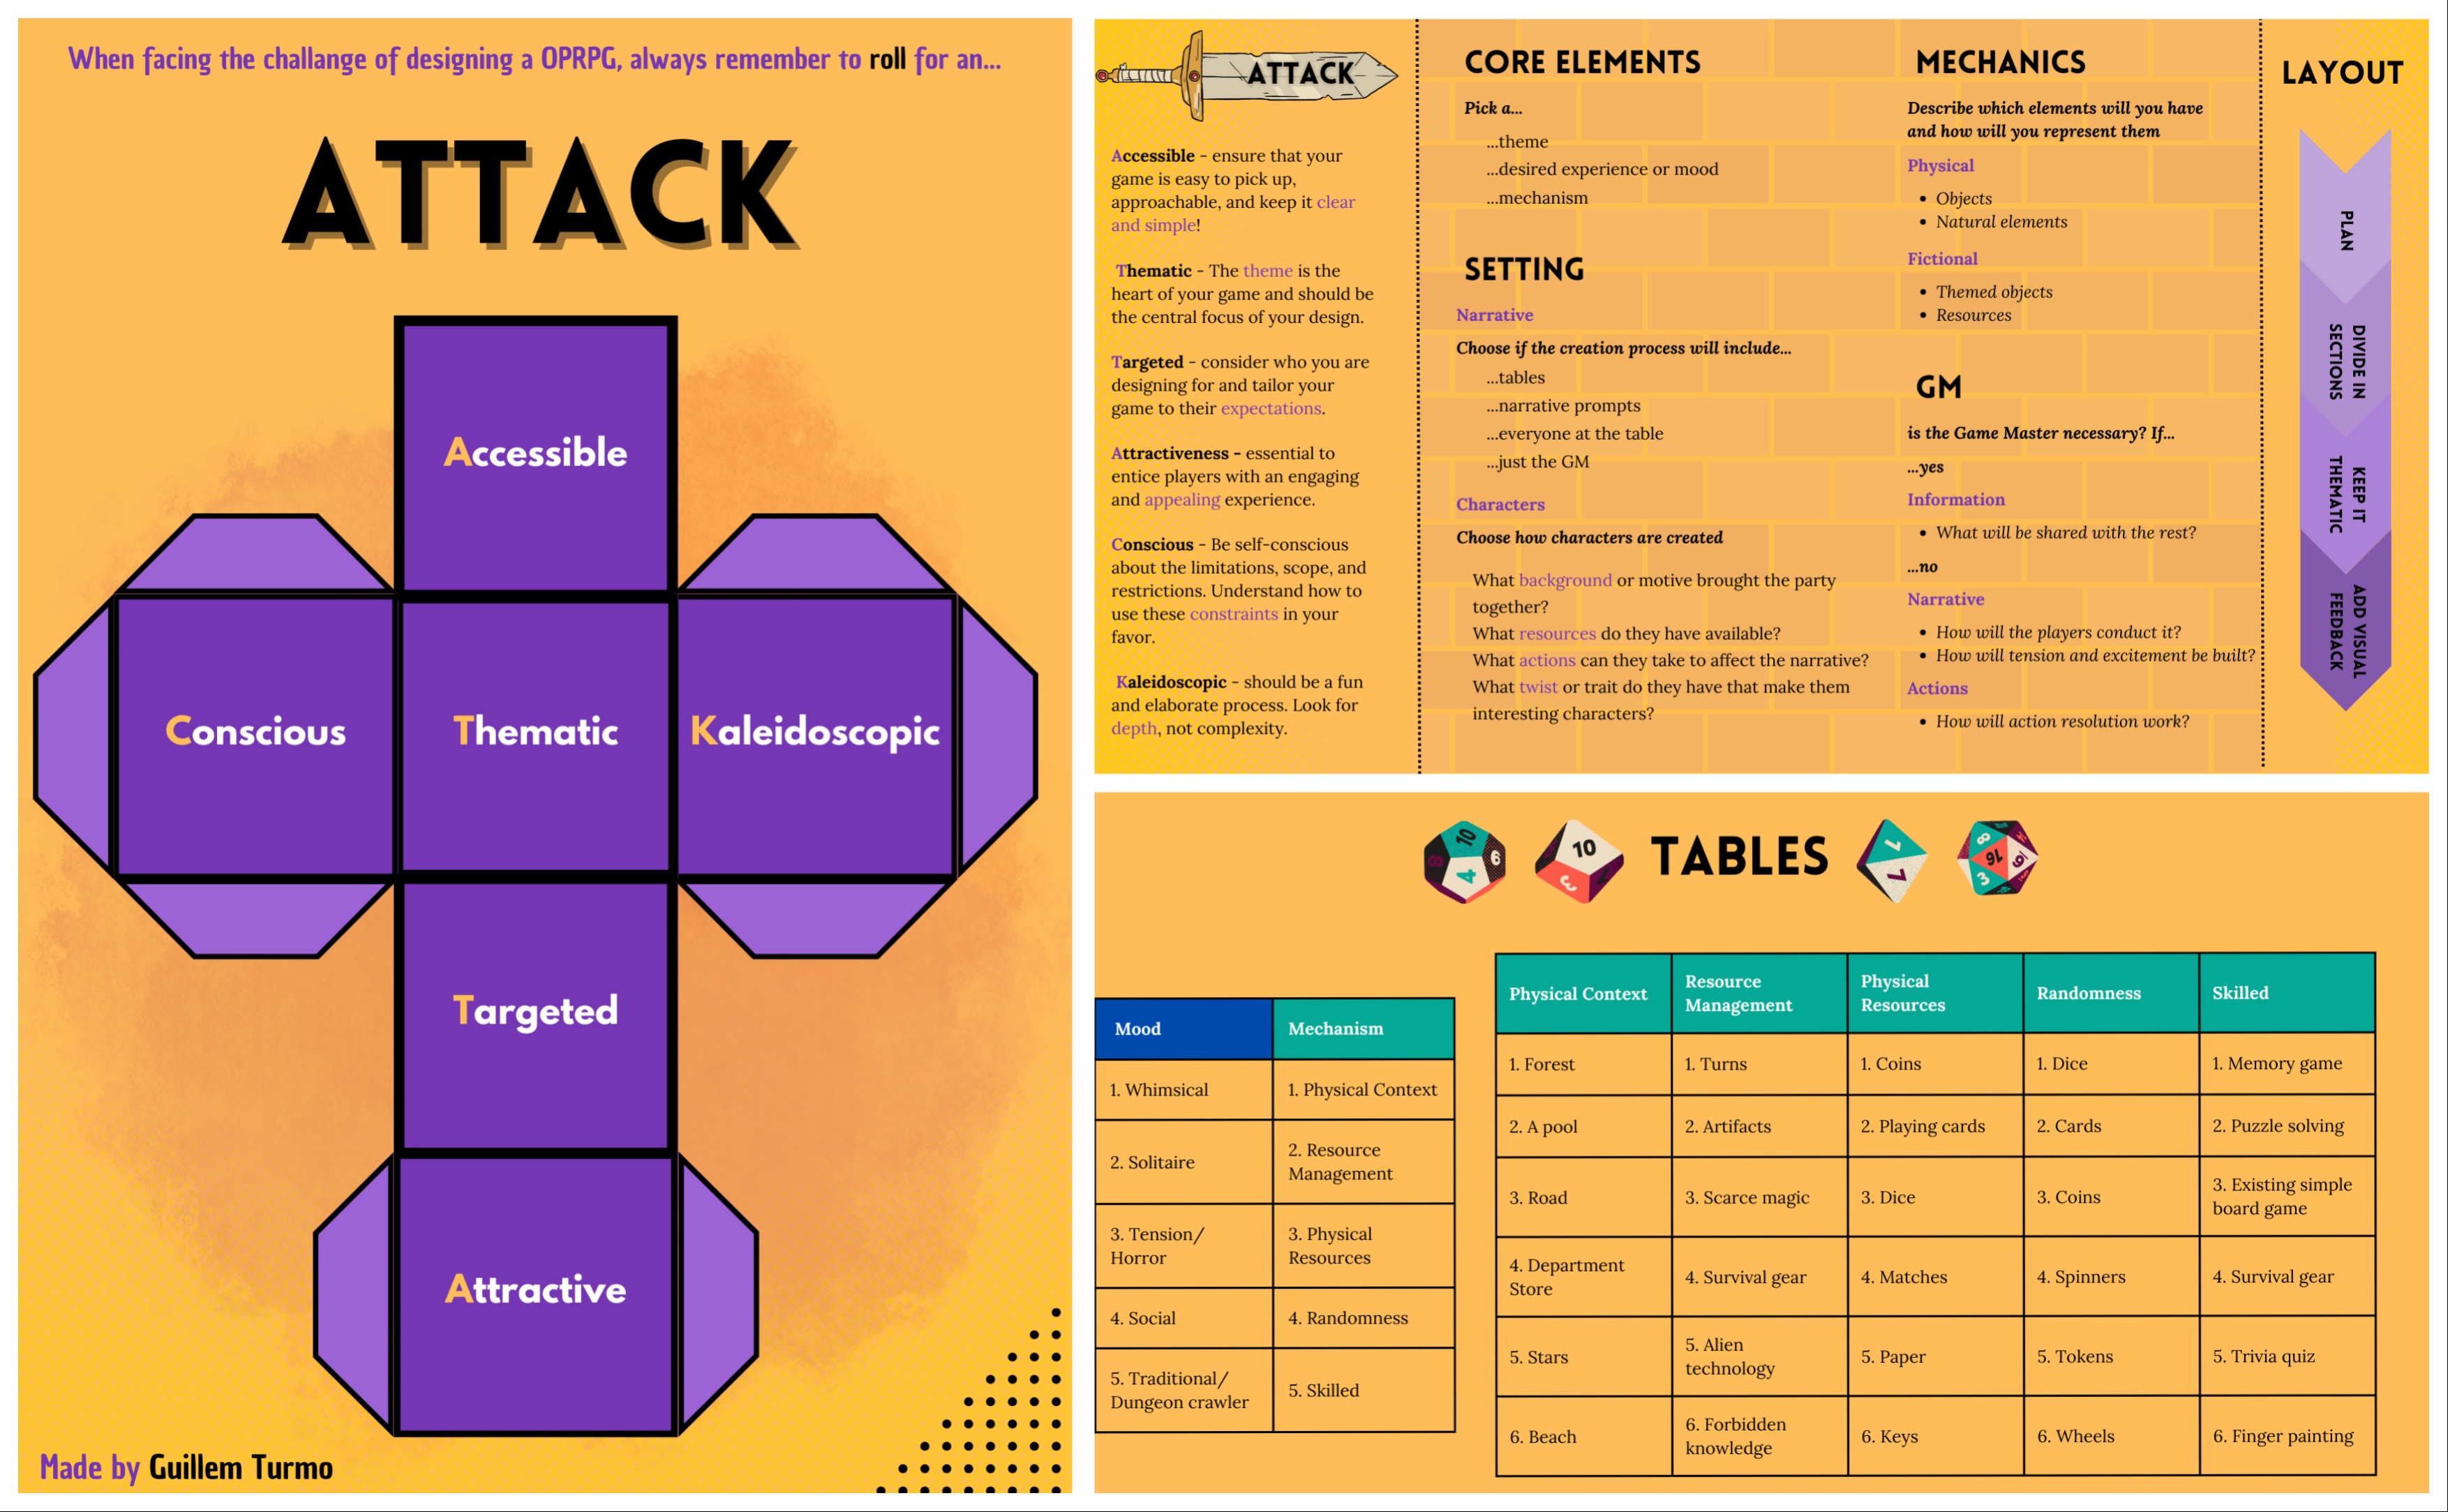 When facing the challange of designing a OPRPG, always remember to roll for an...
ATTACK
Accessible
Conscious
Thematic
Kaleidoscopic
Targeted
Attractive
Made by Guillem Turmo
ATTACK
Accessible - ensure that your
game is easy to pick up,
approachable, and keep it clear
and simple!
Thematic - The theme is the
heart of your game and should be
the central focus of your design.
Targeted - consider who you are
designing for and tailor your
game to their expectations.
Attractiveness - essential to
entice players with an engaging
and appealing experience.
Conscious - Be self-conscious
about the limitations, scope, and
restrictions. Understand how to
use these constraints in your
favor.
Kaleidoscopic - should be a fun
and elaborate process. Look for
depth, not complexity.
CORE ELEMENTS
Pick a...
...theme
...desired experience or mood
...mechanism
SETTING
Narrative
Choose if the creation process will include...
...tables
...narrative prompts
...everyone at the table
...just the GM
Characters
Choose how characters are created
What background or motive brought the party
together?
What resources do they have available?
What actions can they take to affect the narrative?
What twist or trait do they have that make them
interesting characters?
MECHANICS
Describe which elements will you have
and how will you represent them
Physical
• Objects
• Natural elements
Fictional
• Themed objects
• Resources
GM
is the Game Master necessary? If...
...yes
Information
• What will be shared with the rest?
...no
Narrative
• How will the players conduct it?
• How will tension and excitement be built?
Actions
• How will action resolution work?
LAYOUT
PLAN
DIVIDE IN
SECTIONS
KEEP IT
THEMATIC
ADD VISUAL
FEEDBACK
10
8
6
4
10
3
TABLES
1
7
8
16
9
3
Mood
Mechanism
1. Whimsical
1. Physical Context
2. Solitaire
2. Resource
Management
3. Tension/
Horror
3. Physical
Resources
4. Social
4. Randomness
5. Traditional/
Dungeon crawler
5. Skilled
Physical Context
Resource
Management
Physical
Resources
Randomness
Skilled
1. Forest
1. Turns
1. Coins
1. Dice
1. Memory game
2. A pool
2. Artifacts
2. Playing cards
2. Cards
2. Puzzle solving
3. Road
3. Scarce magic
3. Dice
3. Coins
3. Existing simple
board game
4. Department
Store
4. Survival gear
4. Matches
4. Spinners
4. Survival gear
5. Stars
5. Alien
technology
5. Paper
5. Tokens
5. Trivia quiz
6. Beach
6. Forbidden
knowledge
6. Keys
6. Wheels
6. Finger painting